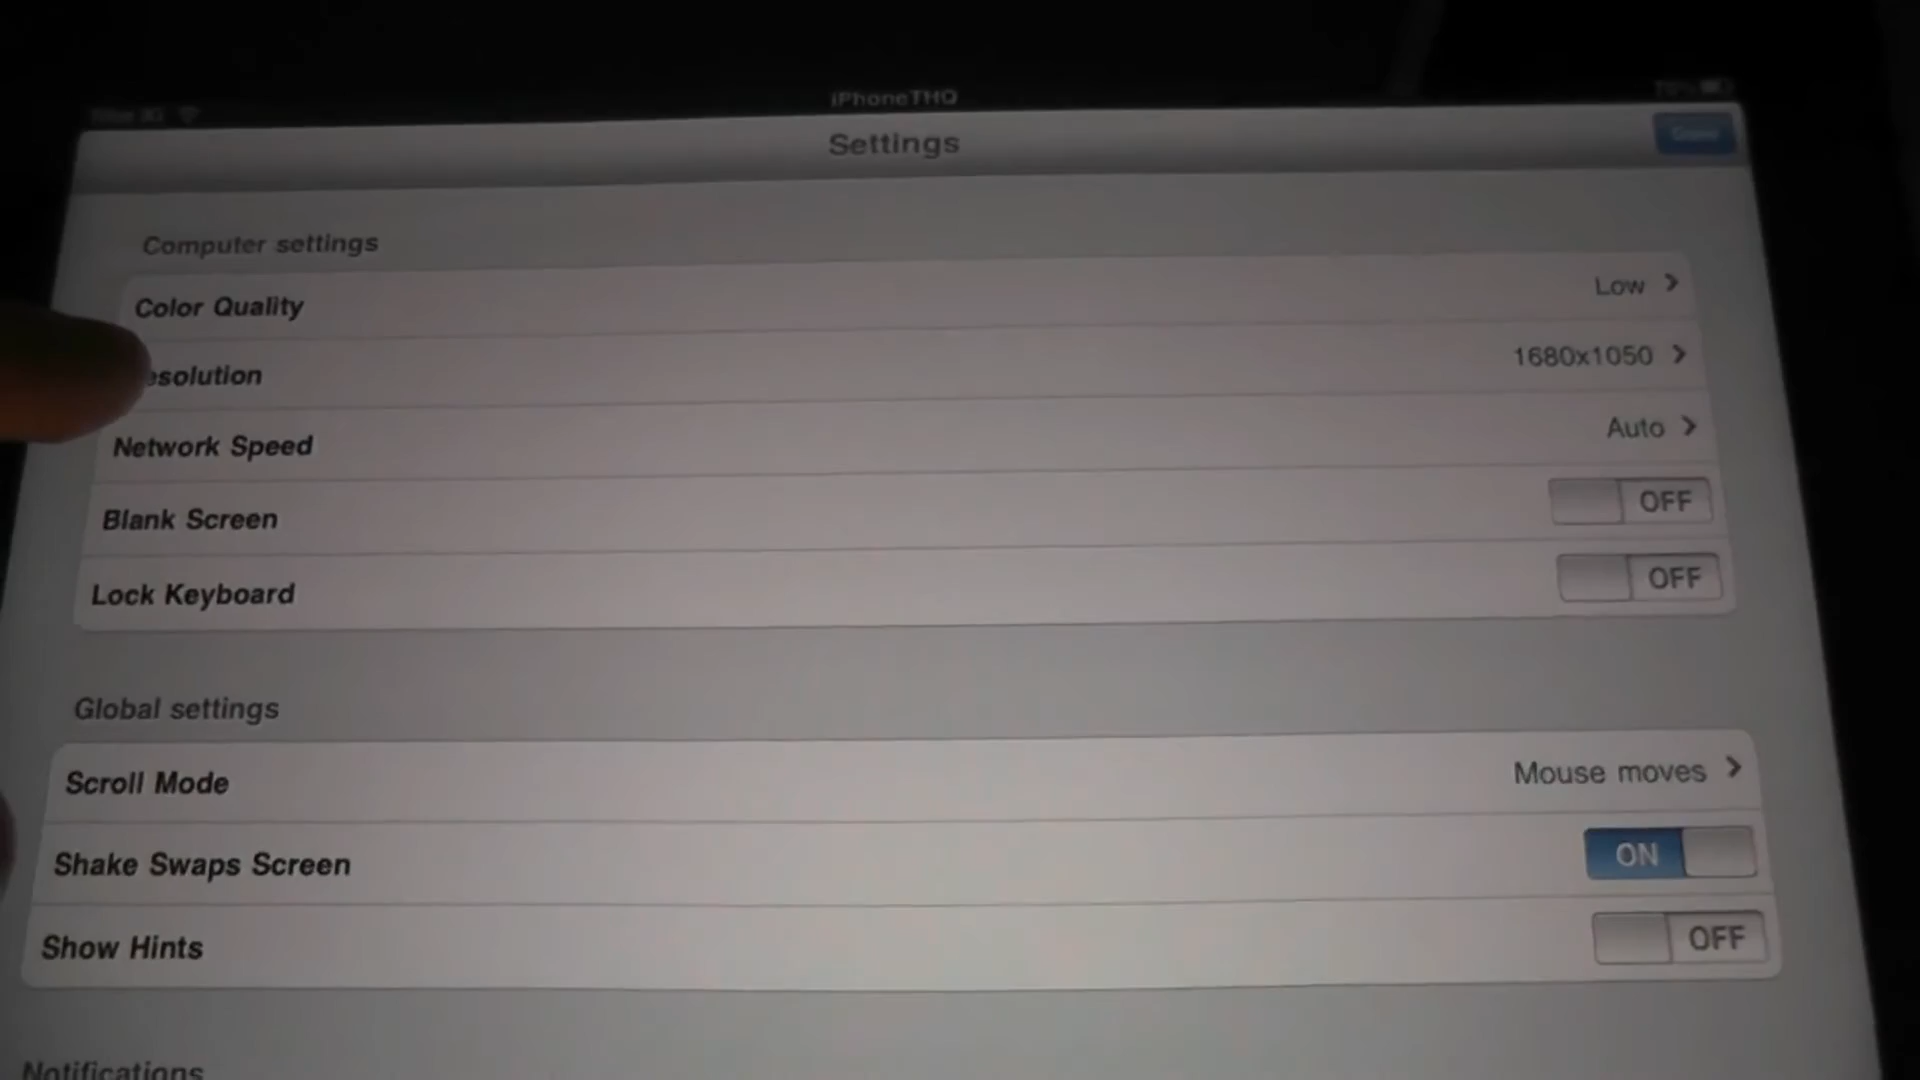 iPhoneTHQ
Settings
Computer settings
Color Quality Low
esolution 1680x1050
Network Speed Auto
Blank Screen OFF
Lock Keyboard OFF
Global settings
Scroll Mode Mouse moves
Shake Swaps Screen ON
Show Hints OFF
Notifications